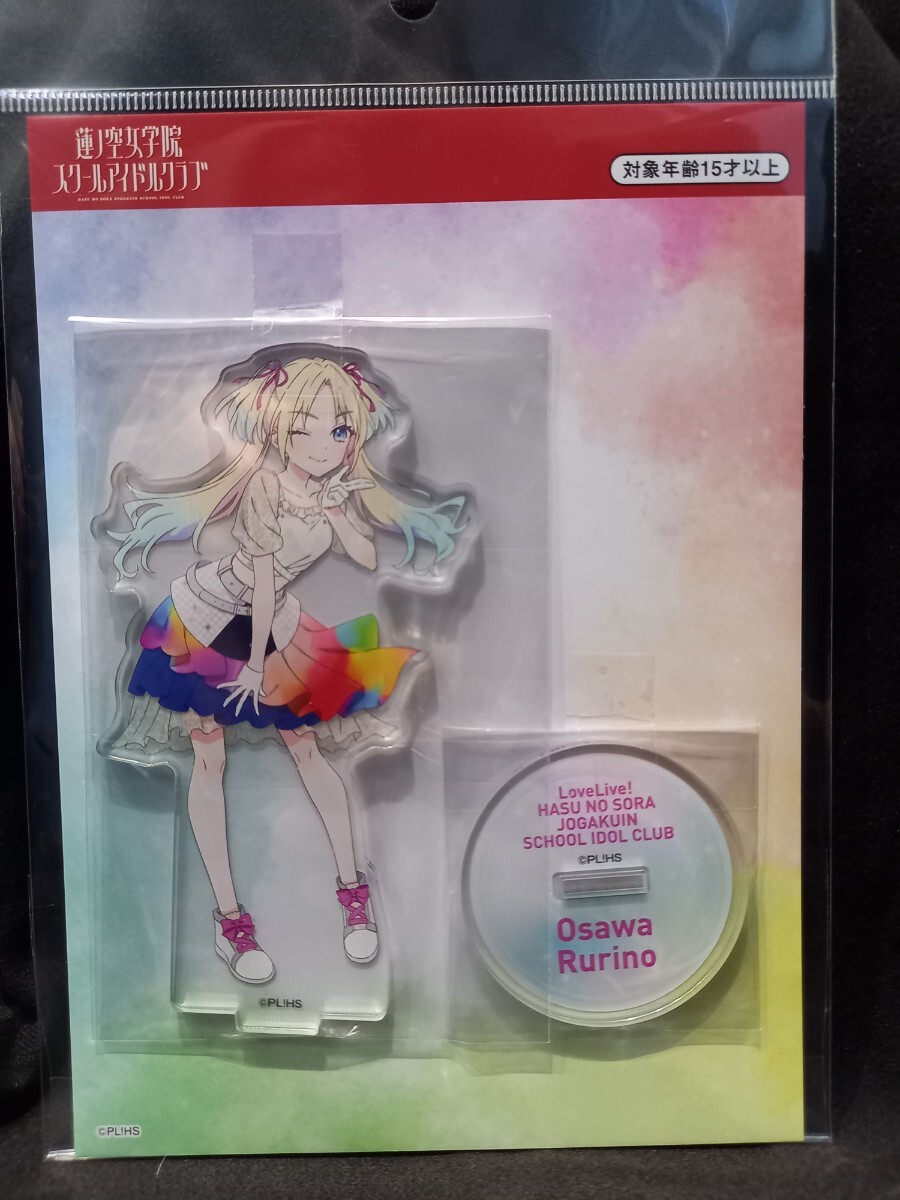 蓮ノ空女学院
スクールアイドルクラブ
HASU NO SORA JOGAKUIN SCHOOL IDOL CLUB
対象年齢15才以上
LoveLive!
HASU NO SORA
JOGAKUIN
SCHOOL IDOL CLUB
©PL!HS
Osawa
Rurino
©PL!HS
©PL!HS